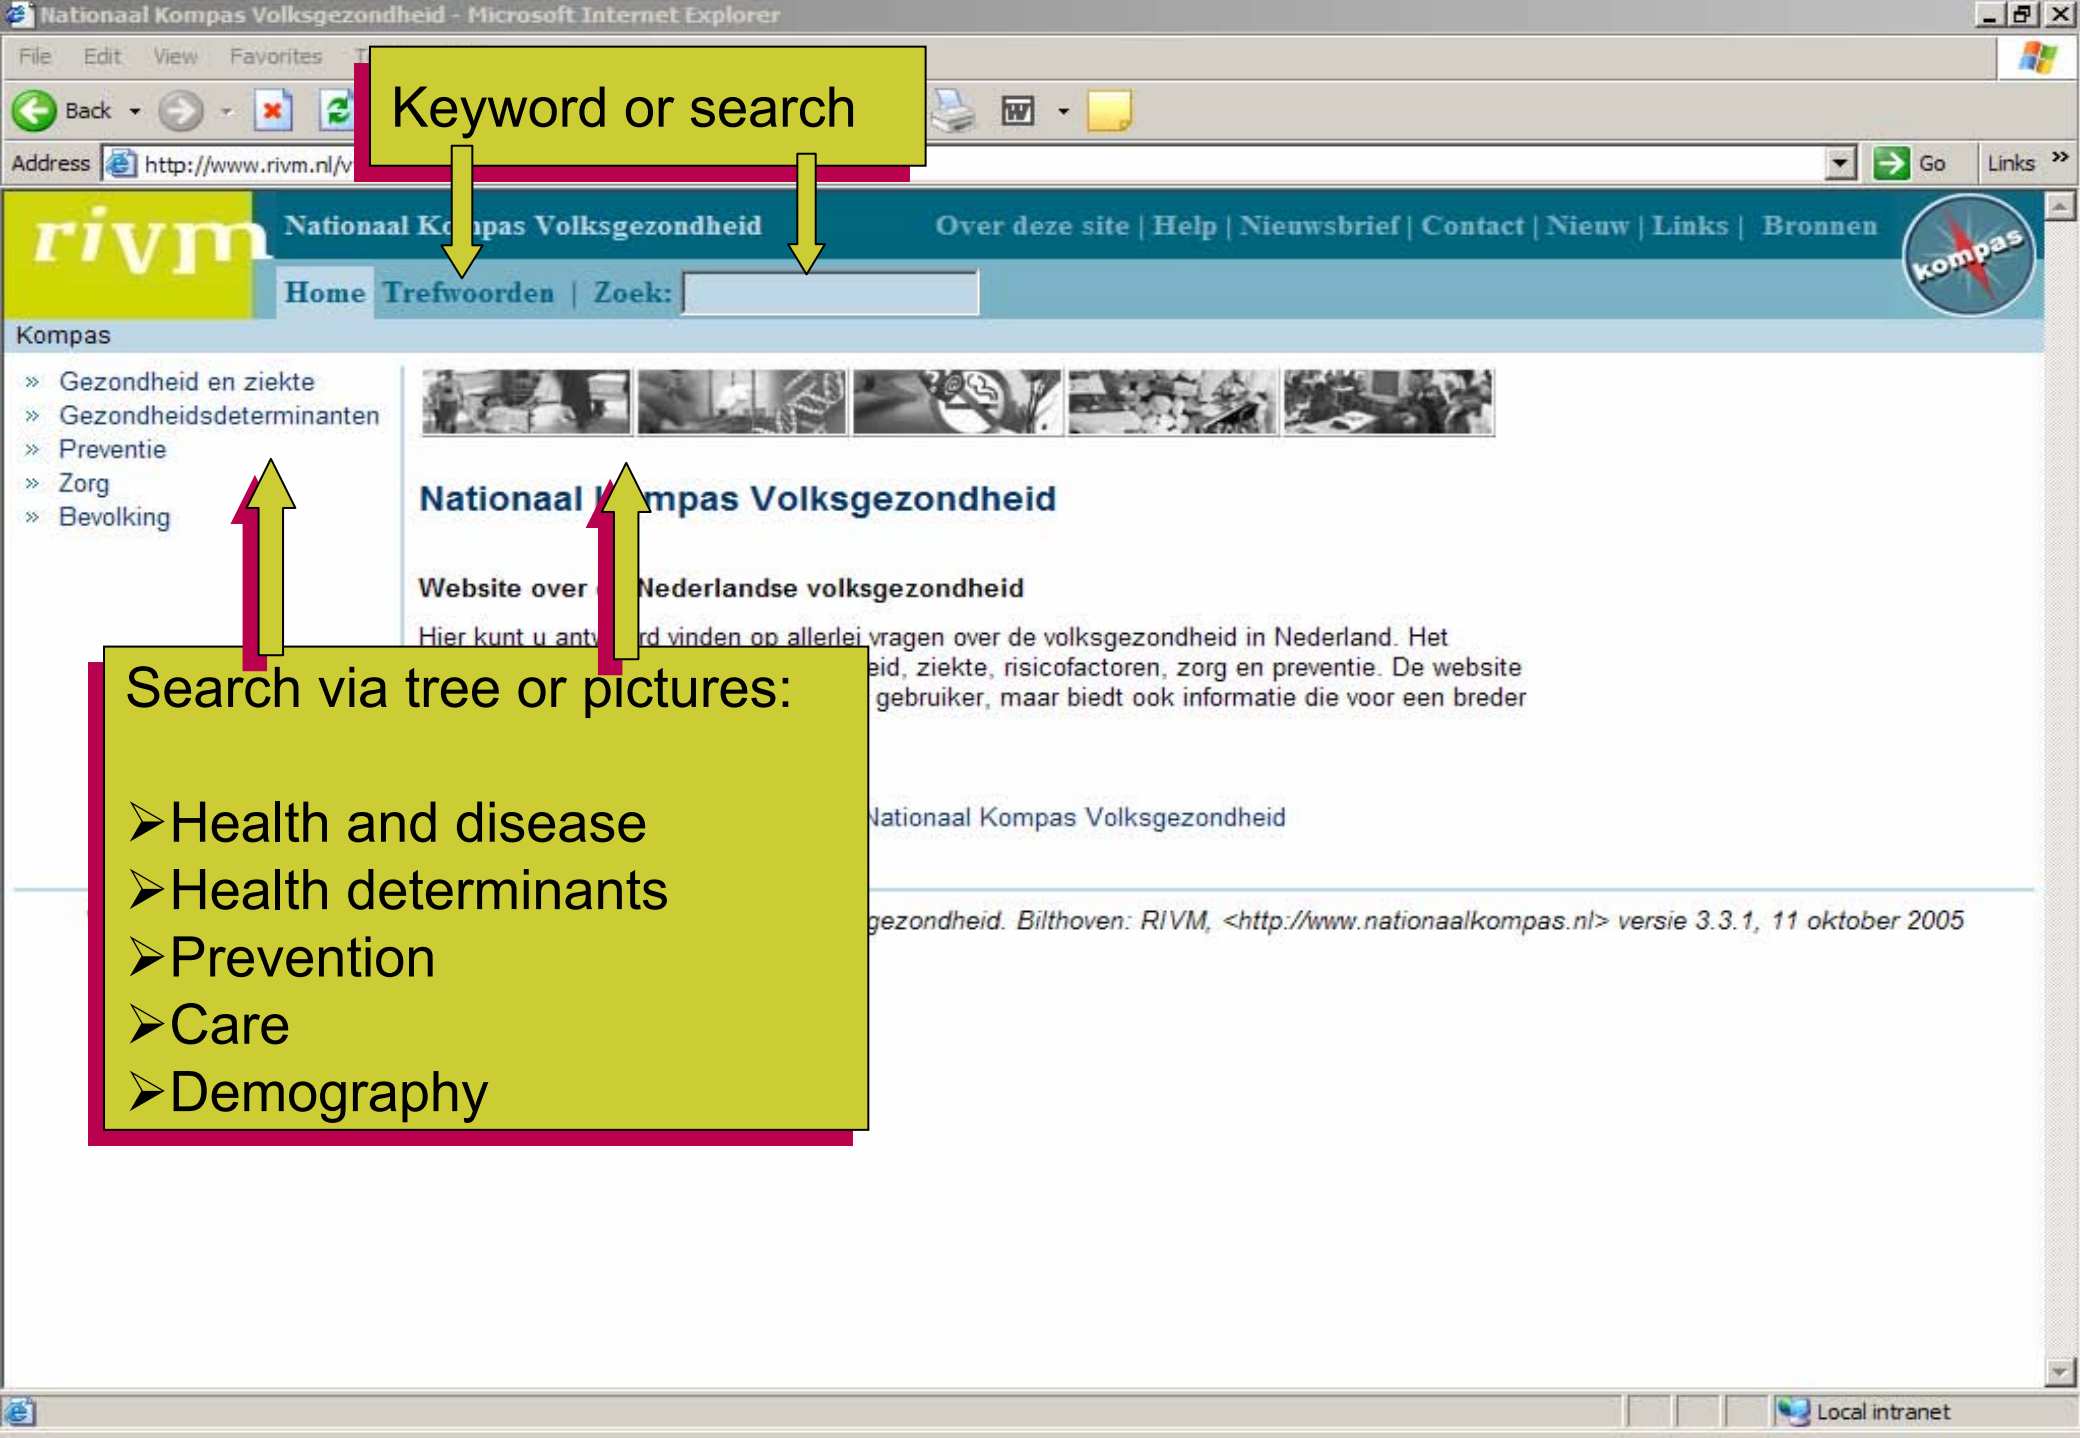 Nationaal Kompas Volksgezondheid - Microsoft Internet Explorer
File Edit View Favorites
Keyword or search
Back
Address http://www.rivm.nl/v
Go Links »
rivm
Nationaal Kompas Volksgezondheid
Over deze site | Help | Nieuwsbrief | Contact | Nieuw | Links | Bronnen
kompas
Home Trefwoorden | Zoek:
Kompas
» Gezondheid en ziekte
» Gezondheidsdeterminanten
» Preventie
» Zorg
» Bevolking
Nationaal Kompas Volksgezondheid
Website over Nederlandse volksgezondheid
Hier kunt u antwoord vinden op allerlei vragen over de volksgezondheid in Nederland. Het
eid, ziekte, risicofactoren, zorg en preventie. De website
gebruiker, maar biedt ook informatie die voor een breder
Nationaal Kompas Volksgezondheid
gezondheid. Bilthoven: RIVM, <http://www.nationaalkompas.nl> versie 3.3.1, 11 oktober 2005
Search via tree or pictures:
➢Health and disease
➢Health determinants
➢Prevention
➢Care
➢Demography
Local intranet